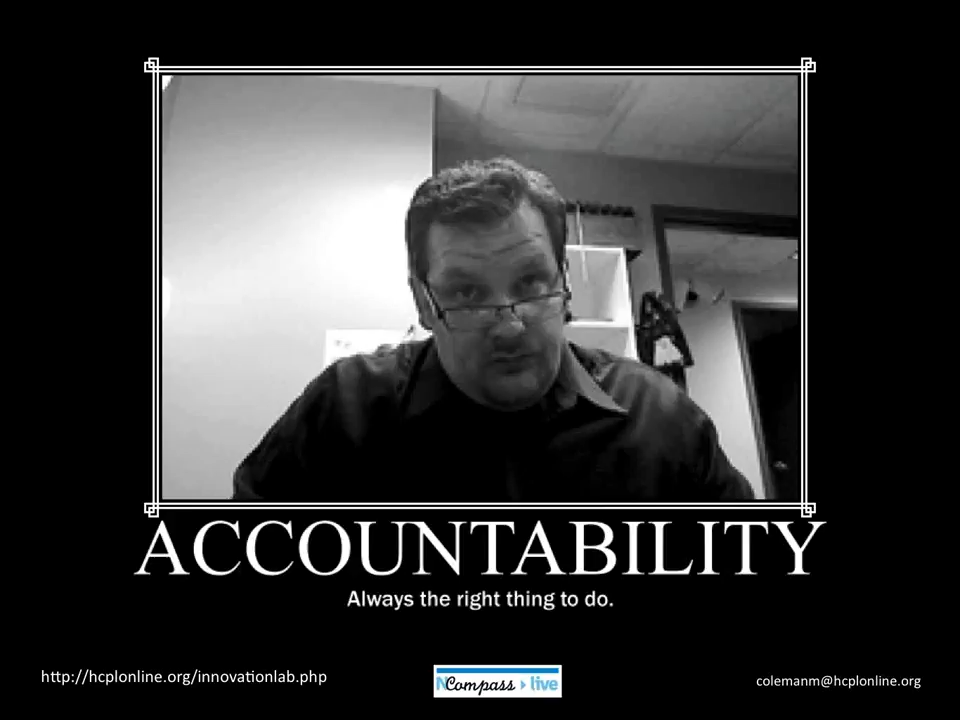 ACCOUNTABILITY
Always the right thing to do.
http://hcplonline.org/innovationlab.php
NCompass live
colemanm@hcplonline.org